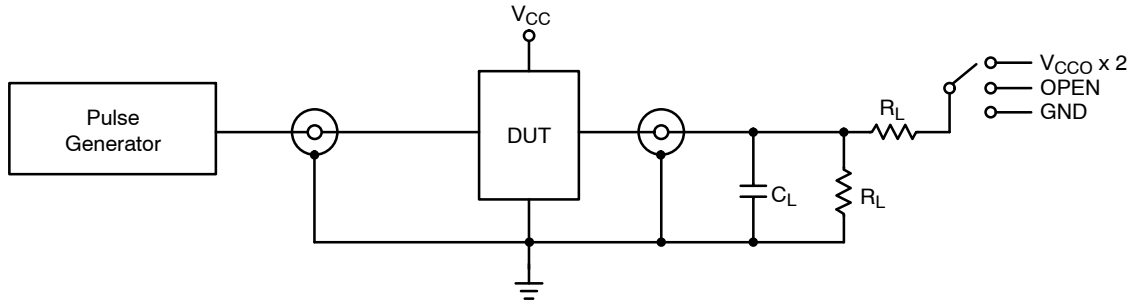 V_CC
V_CCO x 2
OPEN
GND
R_L
Pulse
Generator
DUT
C_L
R_L